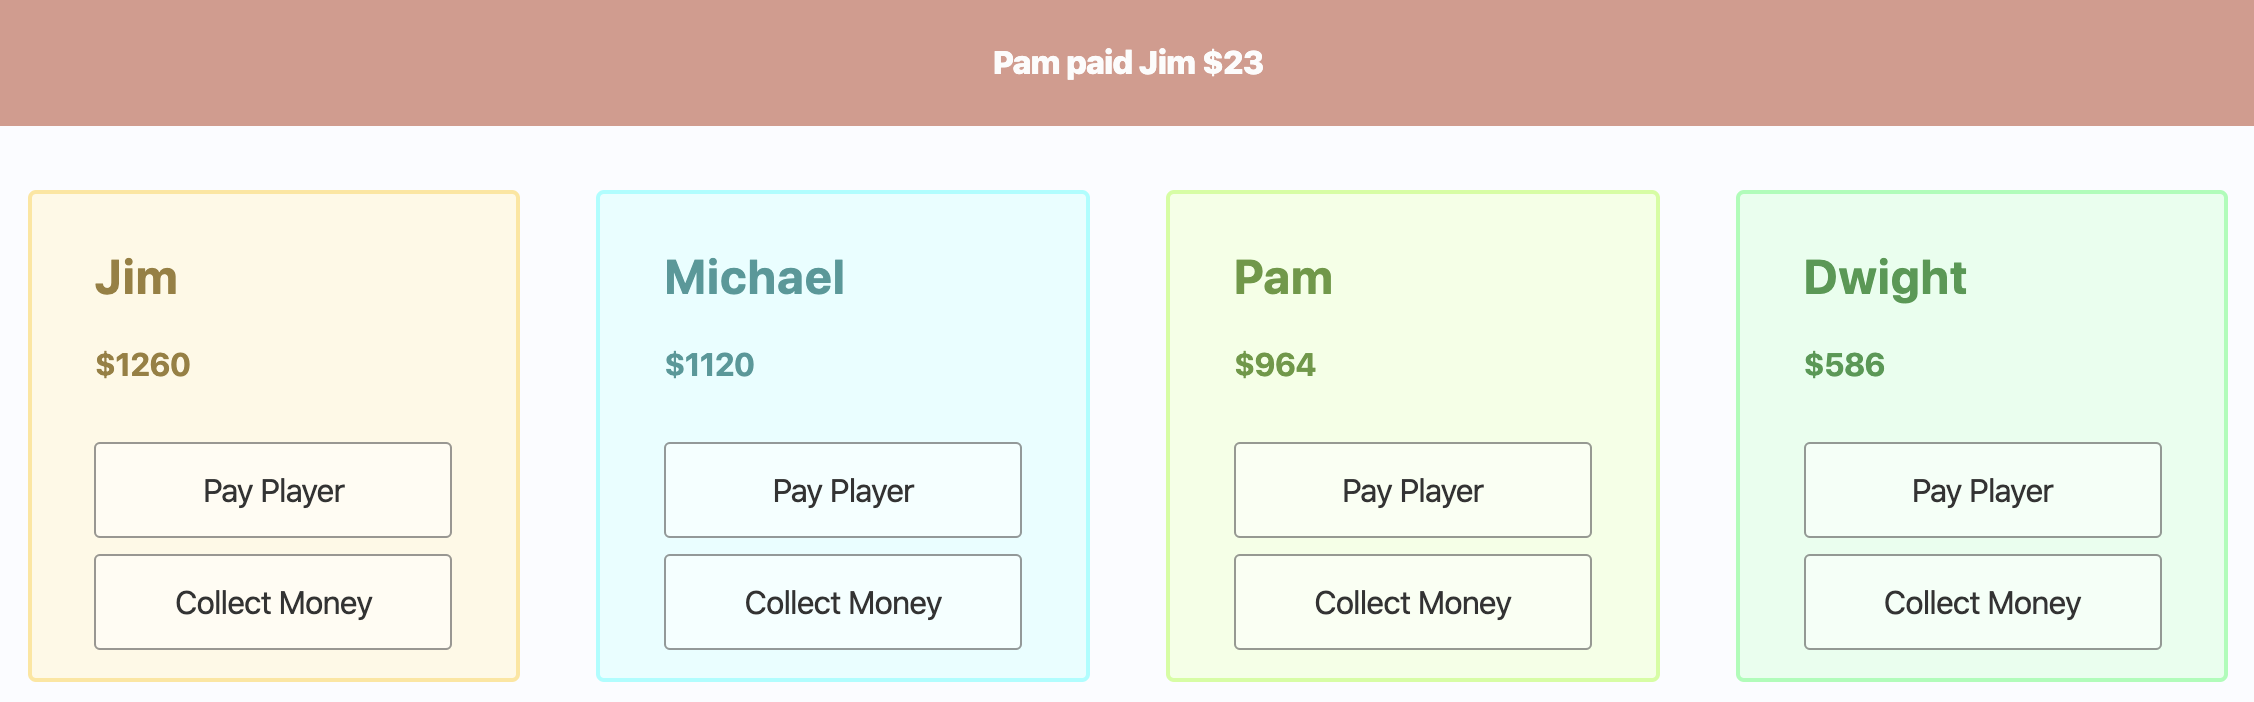 Pam paid Jim $23
Jim
$1260
Pay Player
Collect Money
Michael
$1120
Pay Player
Collect Money
Pam
$964
Pay Player
Collect Money
Dwight
$586
Pay Player
Collect Money